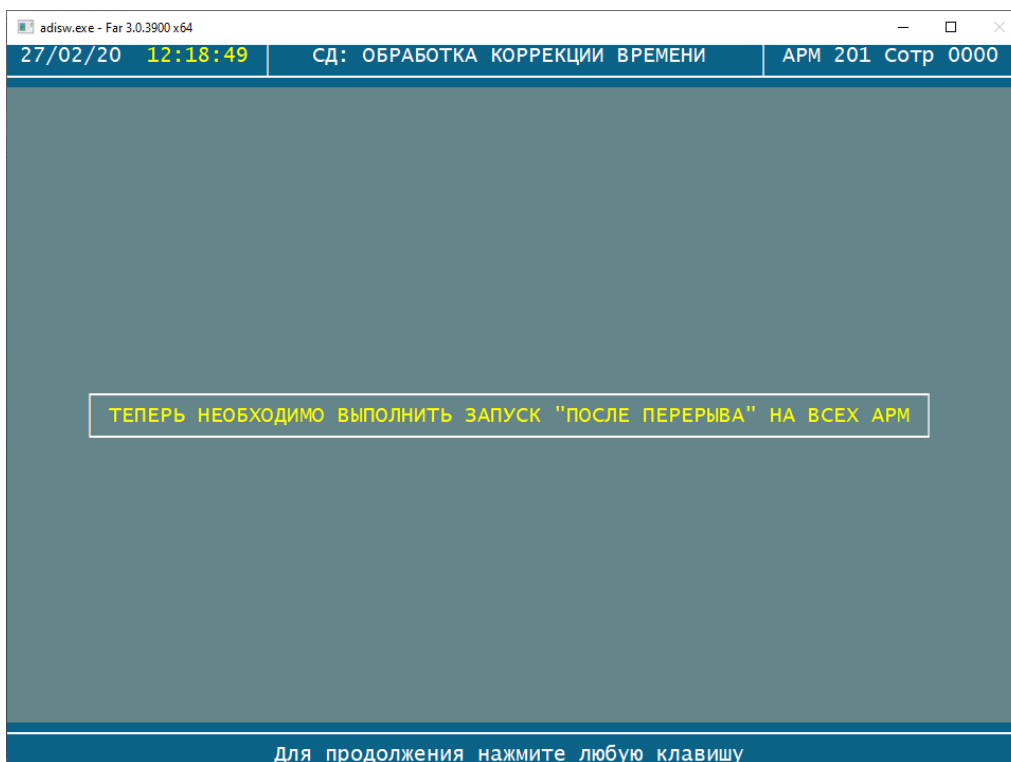 adisw.exe - Far 3.0.3900 x64
27/02/20 12:18:49 СД: ОБРАБОТКА КОРРЕКЦИИ ВРЕМЕНИ АРМ 201 Сотр 0000
ТЕПЕРЬ НЕОБХОДИМО ВЫПОЛНИТЬ ЗАПУСК "ПОСЛЕ ПЕРЕРЫВА" НА ВСЕХ АРМ
Для продолжения нажмите любую клавишу